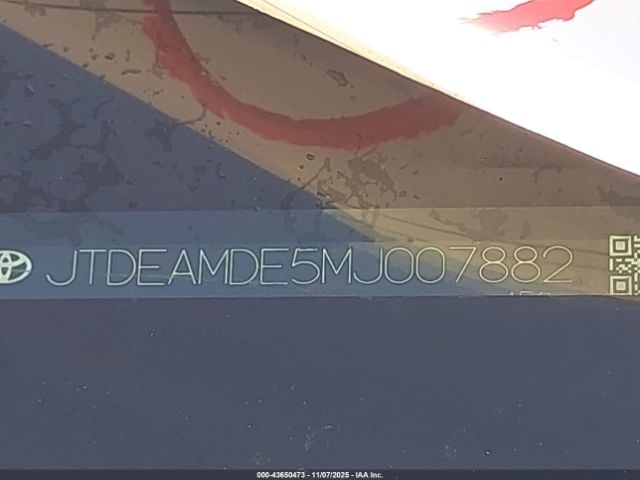 JTDEAMDE5MJ007882
000-43650473 - 11/07/2025 - IAA Inc.